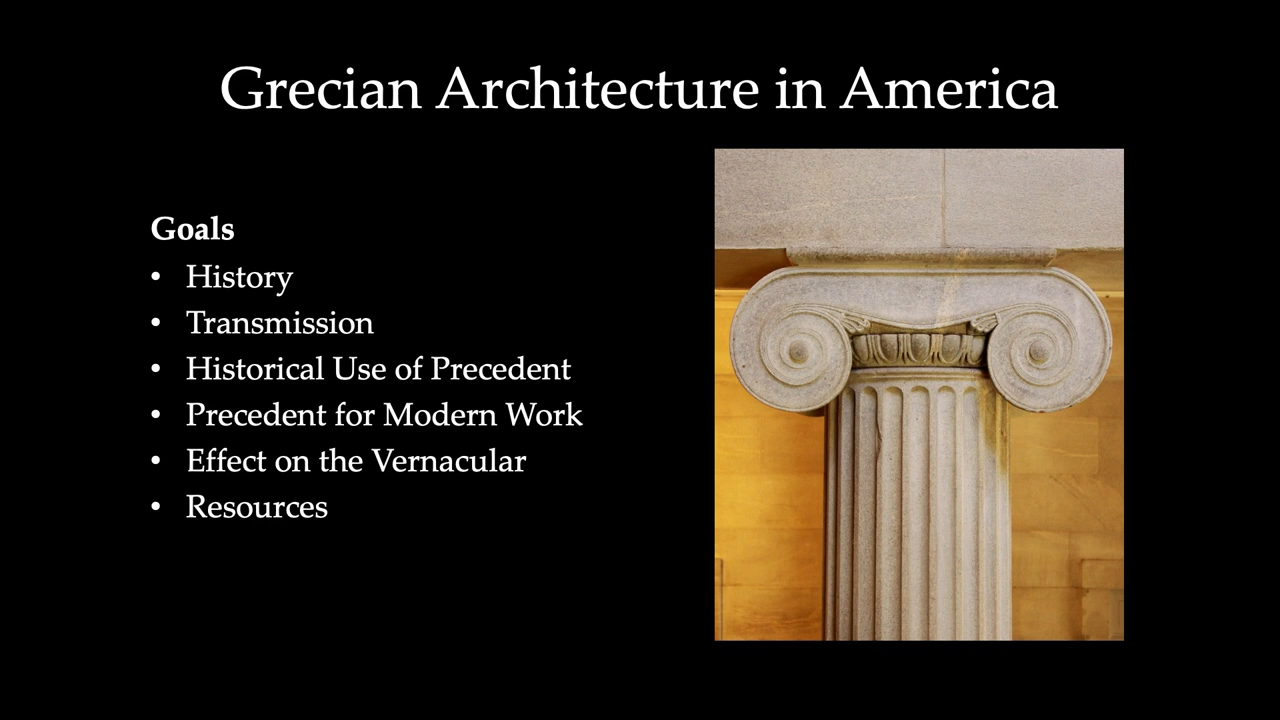 Grecian Architecture in America
Goals
• History
• Transmission
• Historical Use of Precedent
• Precedent for Modern Work
• Effect on the Vernacular
• Resources